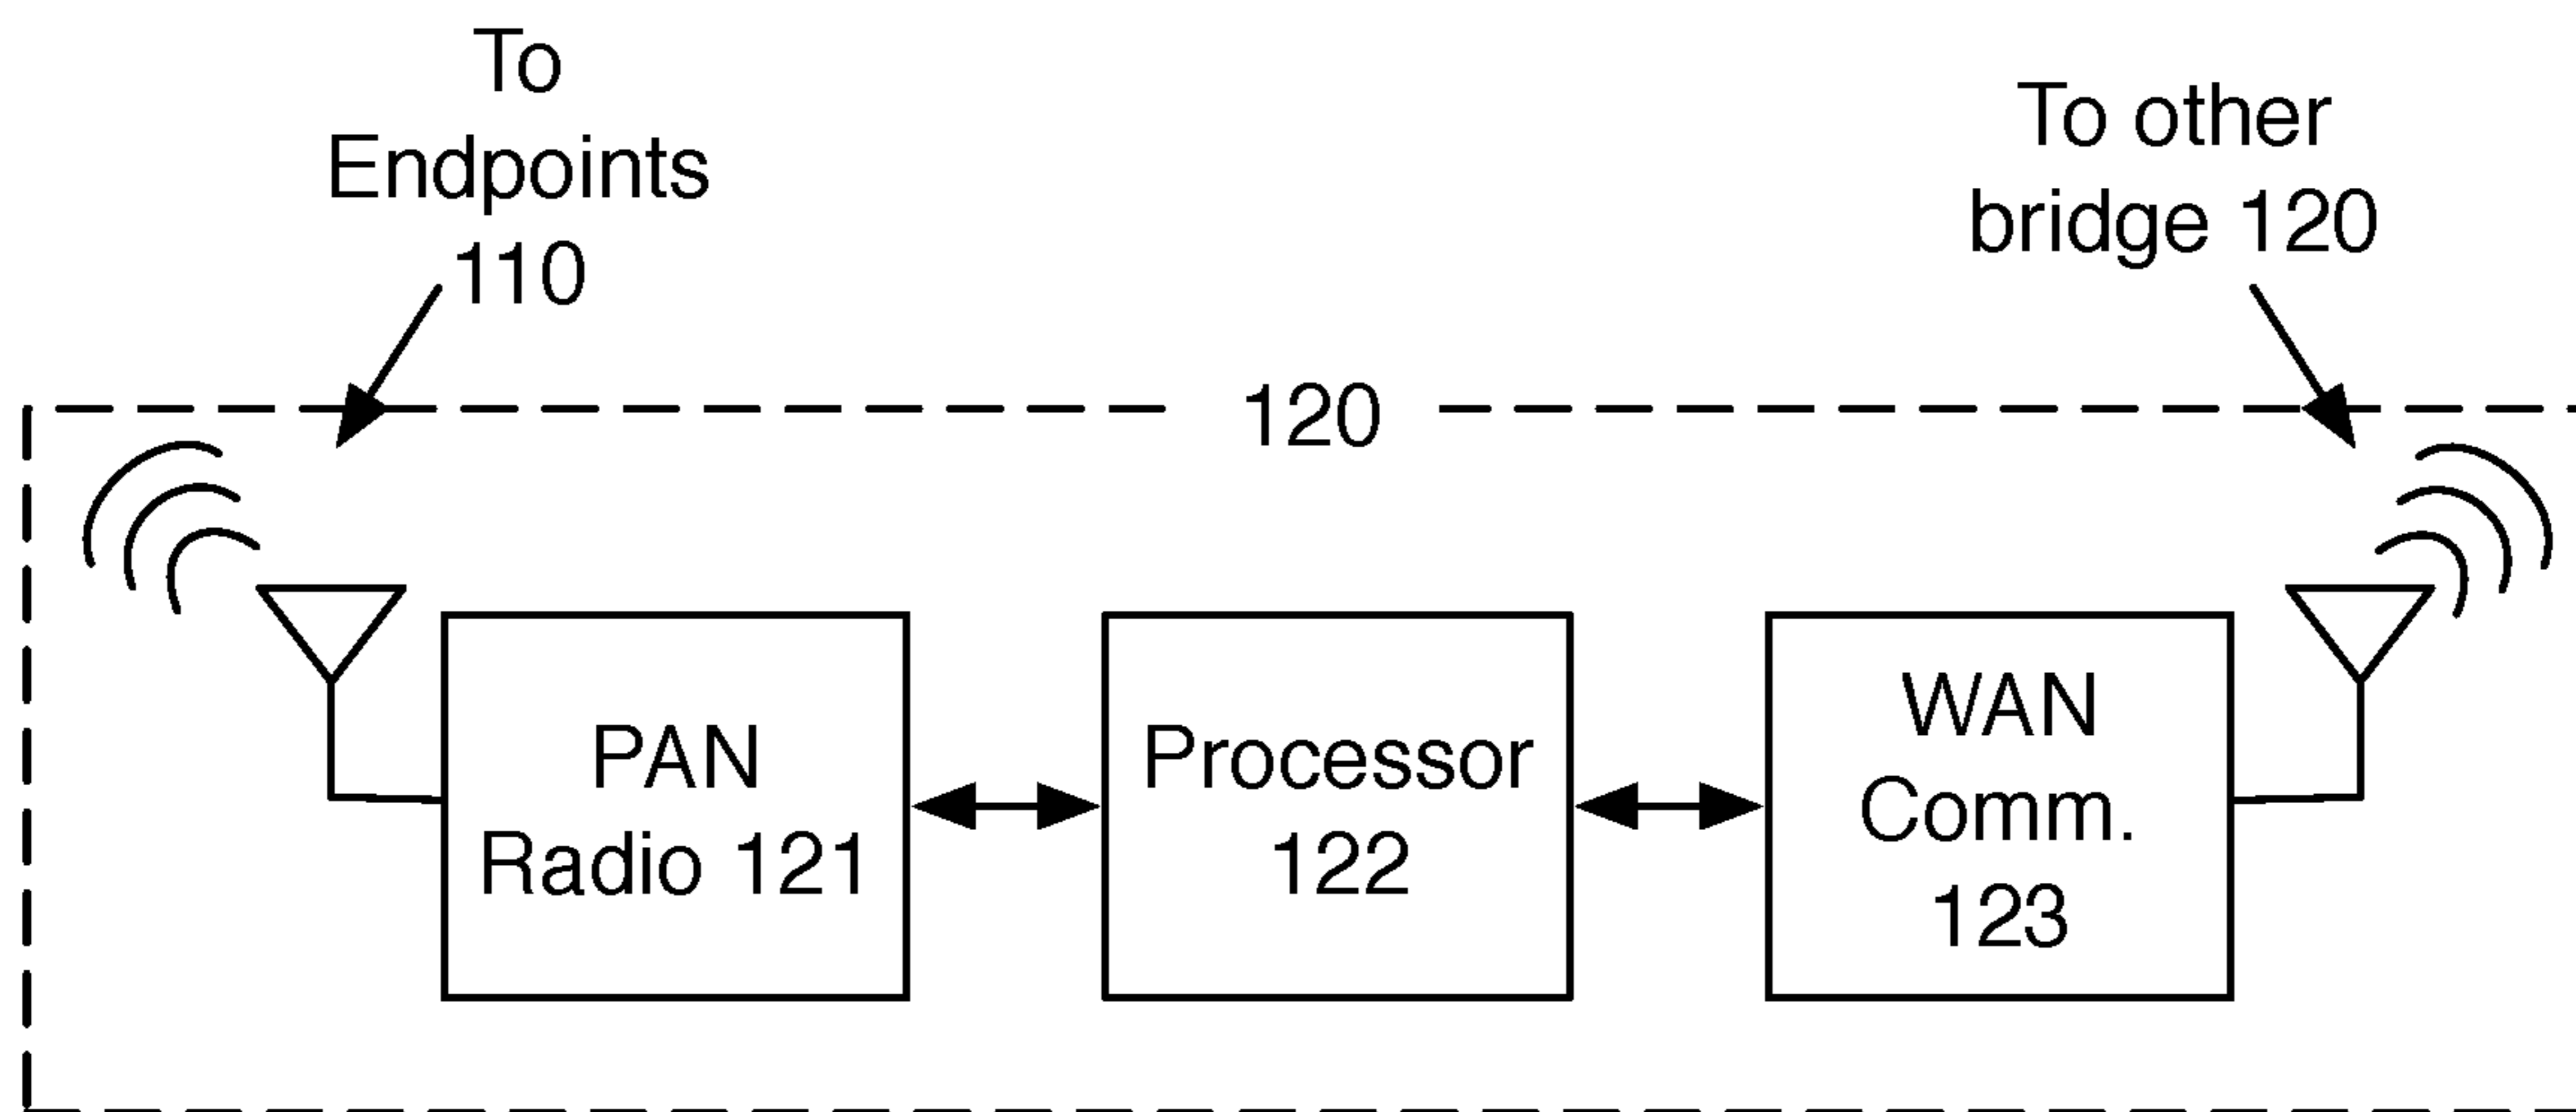 To
Endpoints
110
To other
bridge 120
120
PAN
Radio 121
Processor
122
WAN
Comm.
123